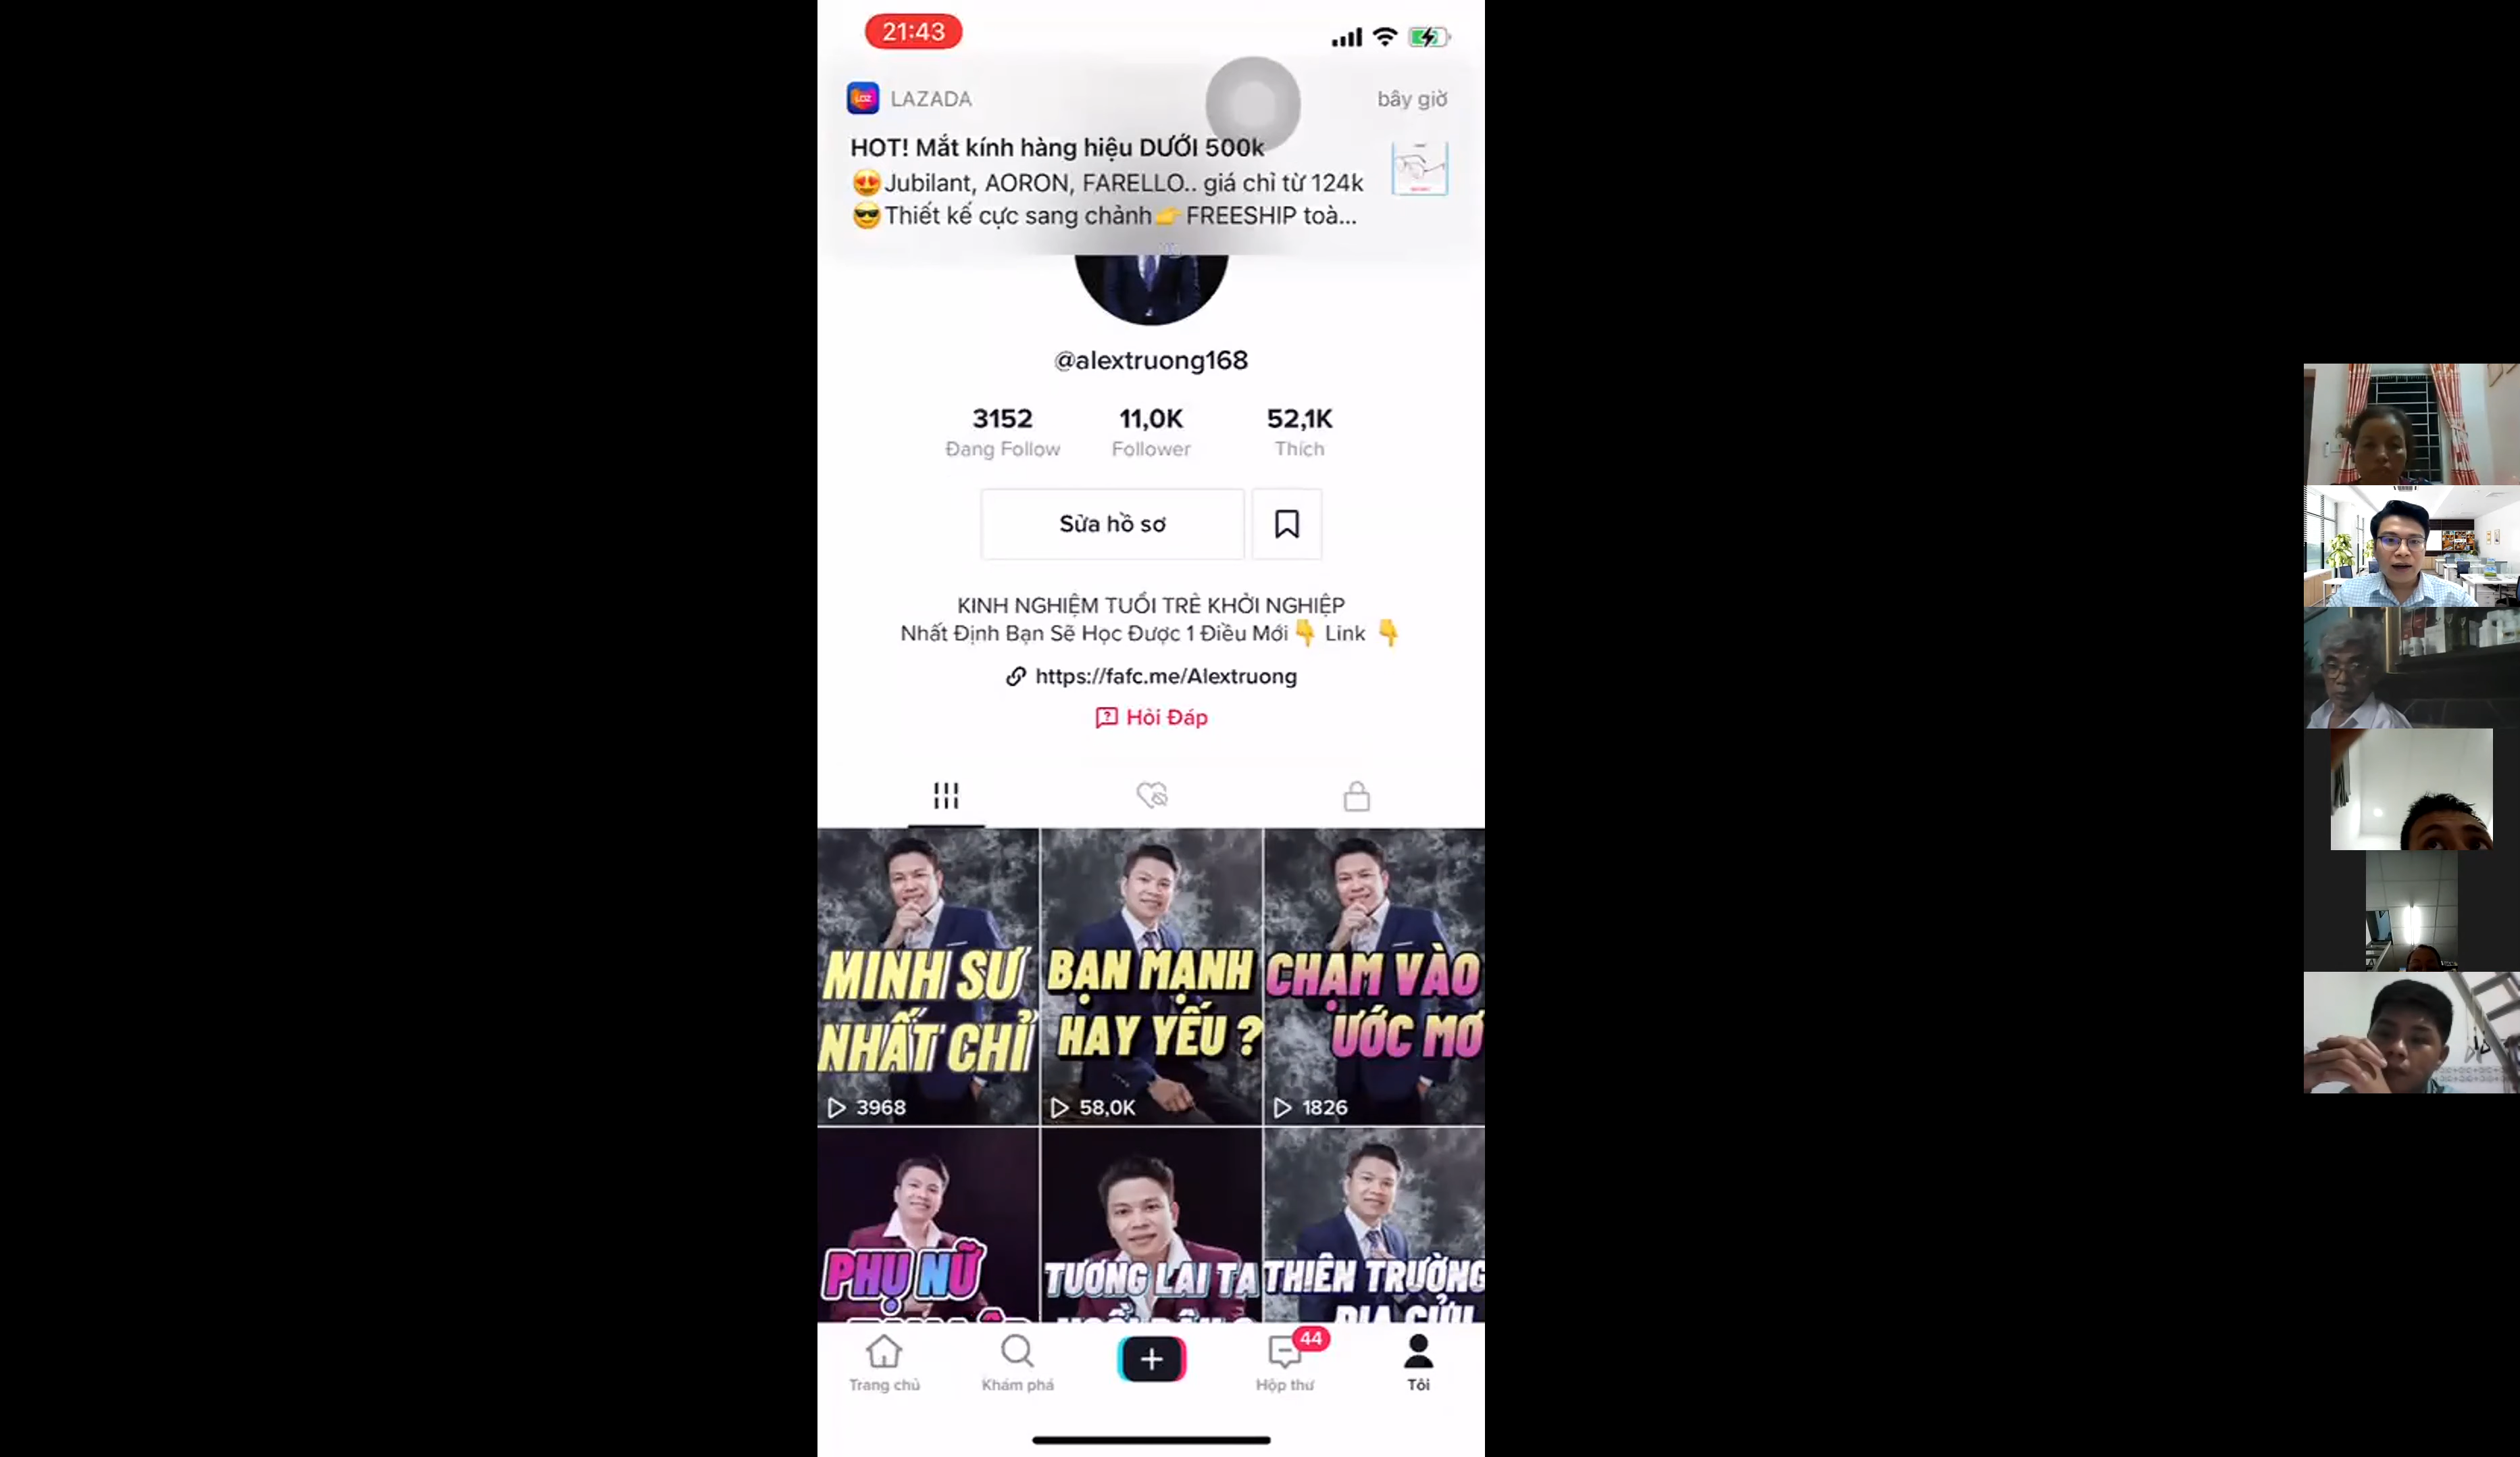 21:43
LAZADA
bây giờ
HOT! Mắt kính hàng hiệu DƯỚI 500k
😍Jubilant, AORON, FARELLO.. giá chỉ từ 124k
😎Thiết kế cực sang chảnh👉FREESHIP toà...
@alextruong168
3152 11,0K 52,1K
Đang Follow Follower Thích
Sửa hồ sơ
KINH NGHIỆM TUỔI TRẺ KHỞI NGHIỆP
Nhất Định Bạn Sẽ Học Được 1 Điều Mới👇 Link 👇
https://fafc.me/Alextruong
Hỏi Đáp
MINH SƯ
NHẤT CHỈ
3968
BẠN MẠNH
HAY YẾU ?
58,0K
CHẠM VÀO
ƯỚC MƠ
1826
PHỤ NỮ
TƯƠNG LAI TA
THIÊN TRƯỜNG
ĐỊA CỬU
Trang chủ
Khám phá
44
Hộp thư
Tôi